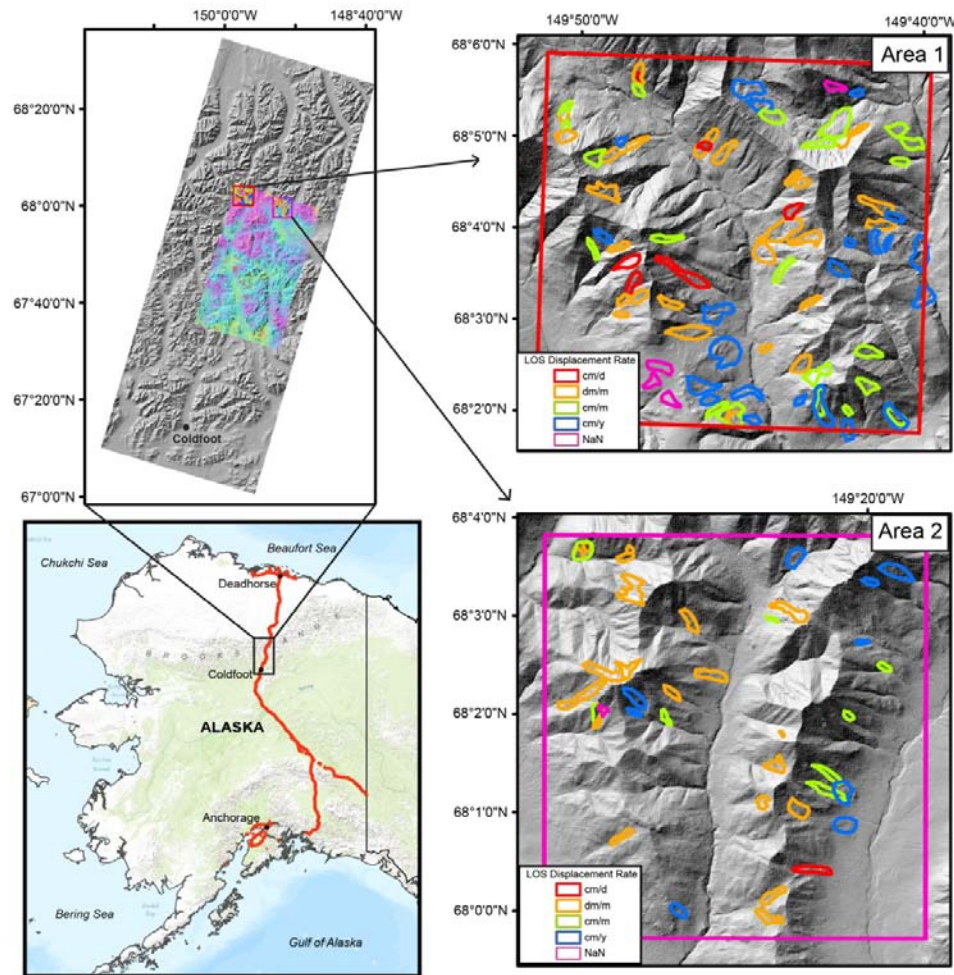 150°0'0"W
148°40'0"W
68°20'0"N
68°0'0"N
67°40'0"N
67°20'0"N
67°0'0"N
Coldfoot
149°50'0"W
149°40'0"W
68°6'0"N
68°5'0"N
68°4'0"N
68°3'0"N
68°2'0"N
Area 1
LOS Displacement Rate
cm/d
dm/m
cm/m
cm/y
NaN
Chukchi Sea
Beaufort Sea
Deadhorse
BROOKS RANGE
Coldfoot
ALASKA
Anchorage
Bering Sea
Gulf of Alaska
149°20'0"W
68°4'0"N
68°3'0"N
68°2'0"N
68°1'0"N
68°0'0"N
Area 2
LOS Displacement Rate
cm/d
dm/m
cm/m
cm/y
NaN